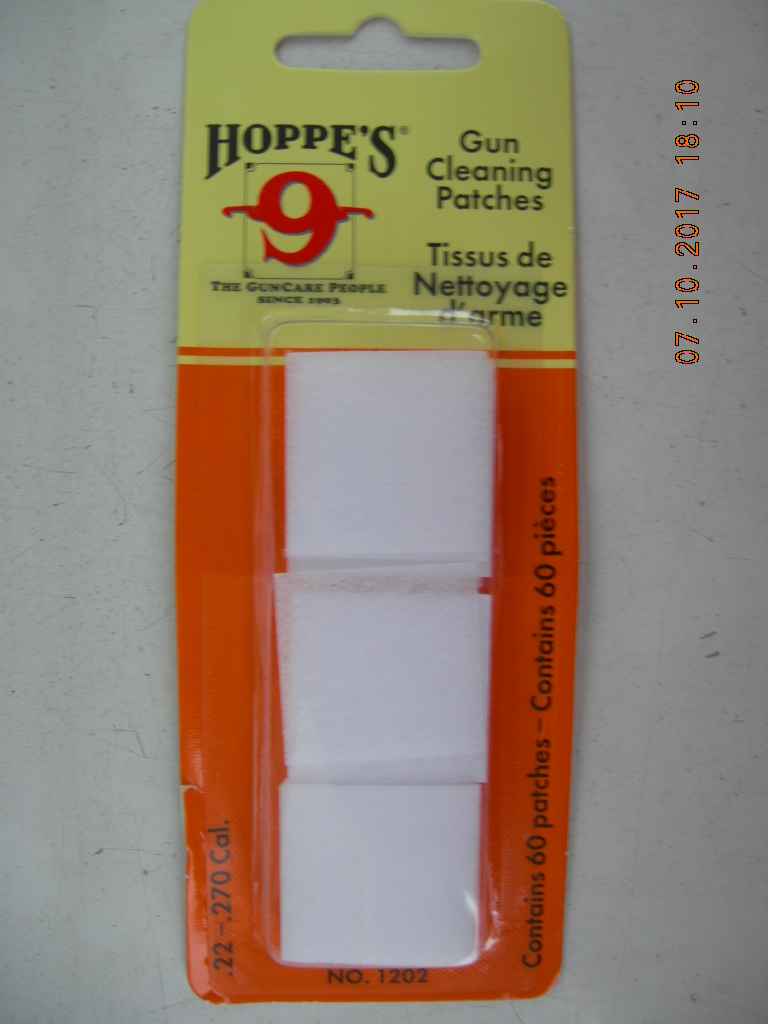 HOPPE'S®
9
THE GUNCARE PEOPLE
SINCE 1903
Gun
Cleaning
Patches
Tissus de
Nettoyage
d'arme
.22 – .270 Cal.
Contains 60 patches – Contains 60 pièces
NO. 1202
07.10.2017 18:10